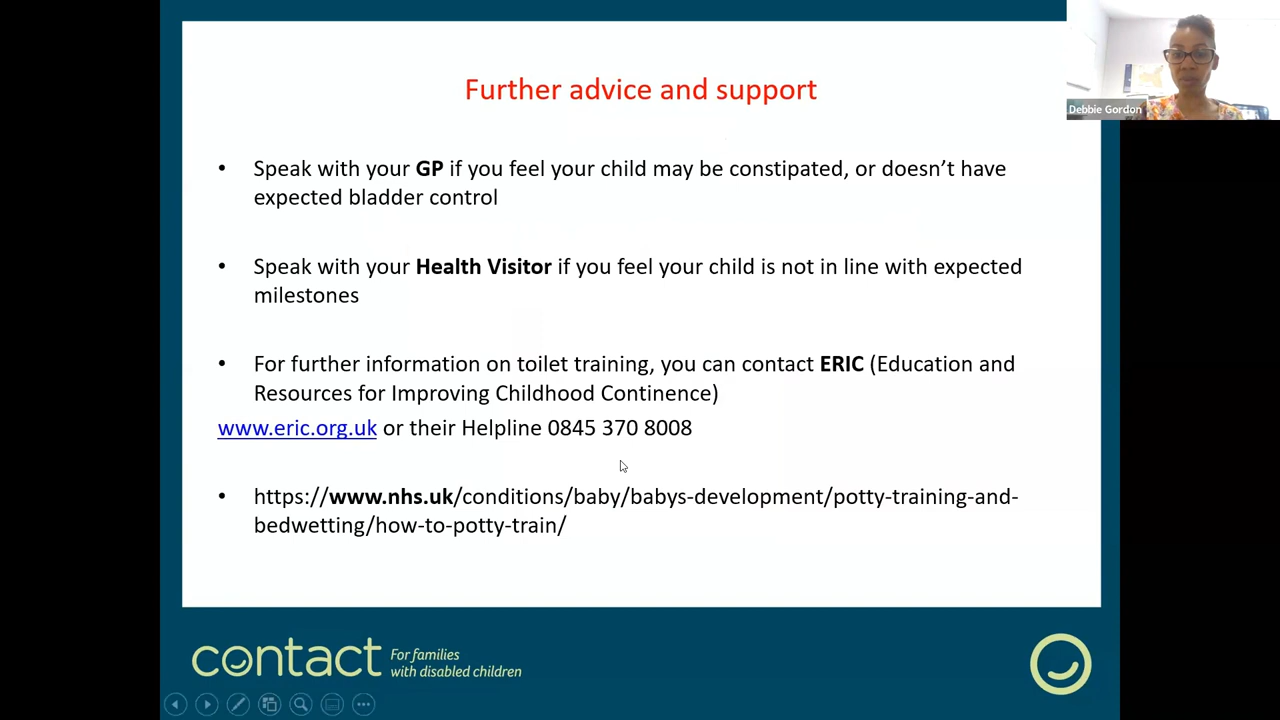 Further advice and support
Debbie Gordon
• Speak with your GP if you feel your child may be constipated, or doesn’t have
expected bladder control
• Speak with your Health Visitor if you feel your child is not in line with expected
milestones
• For further information on toilet training, you can contact ERIC (Education and
Resources for Improving Childhood Continence)
www.eric.org.uk or their Helpline 0845 370 8008
• https://www.nhs.uk/conditions/baby/babys-development/potty-training-and-
bedwetting/how-to-potty-train/
contact For families
with disabled children